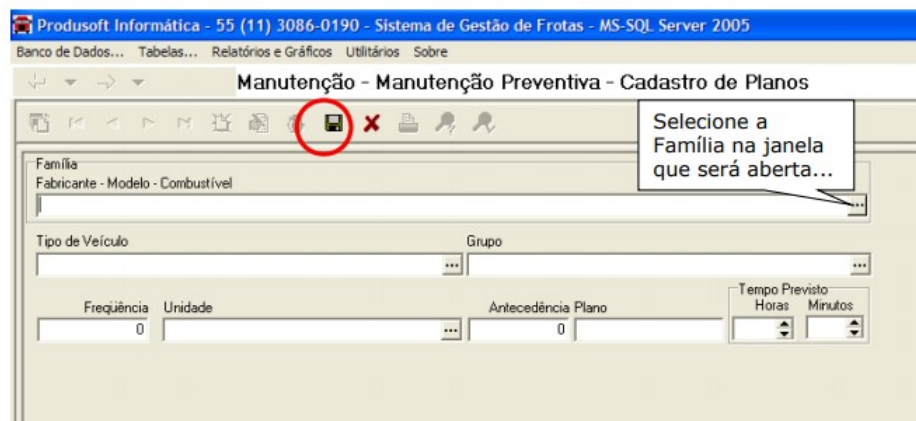 Produsoft Informática - 55 (11) 3086-0190 - Sistema de Gestão de Frotas - MS-SQL Server 2005
Banco de Dados... Tabelas... Relatórios e Gráficos Utilitários Sobre
Manutenção - Manutenção Preventiva - Cadastro de Planos
Selecione a
Família na janela
que será aberta...
Família
Fabricante - Modelo - Combustível
...
Tipo de Veículo Grupo
... ...
Tempo Previsto
Freqüência Unidade Antecedência Plano Horas Minutos
0 ... 0